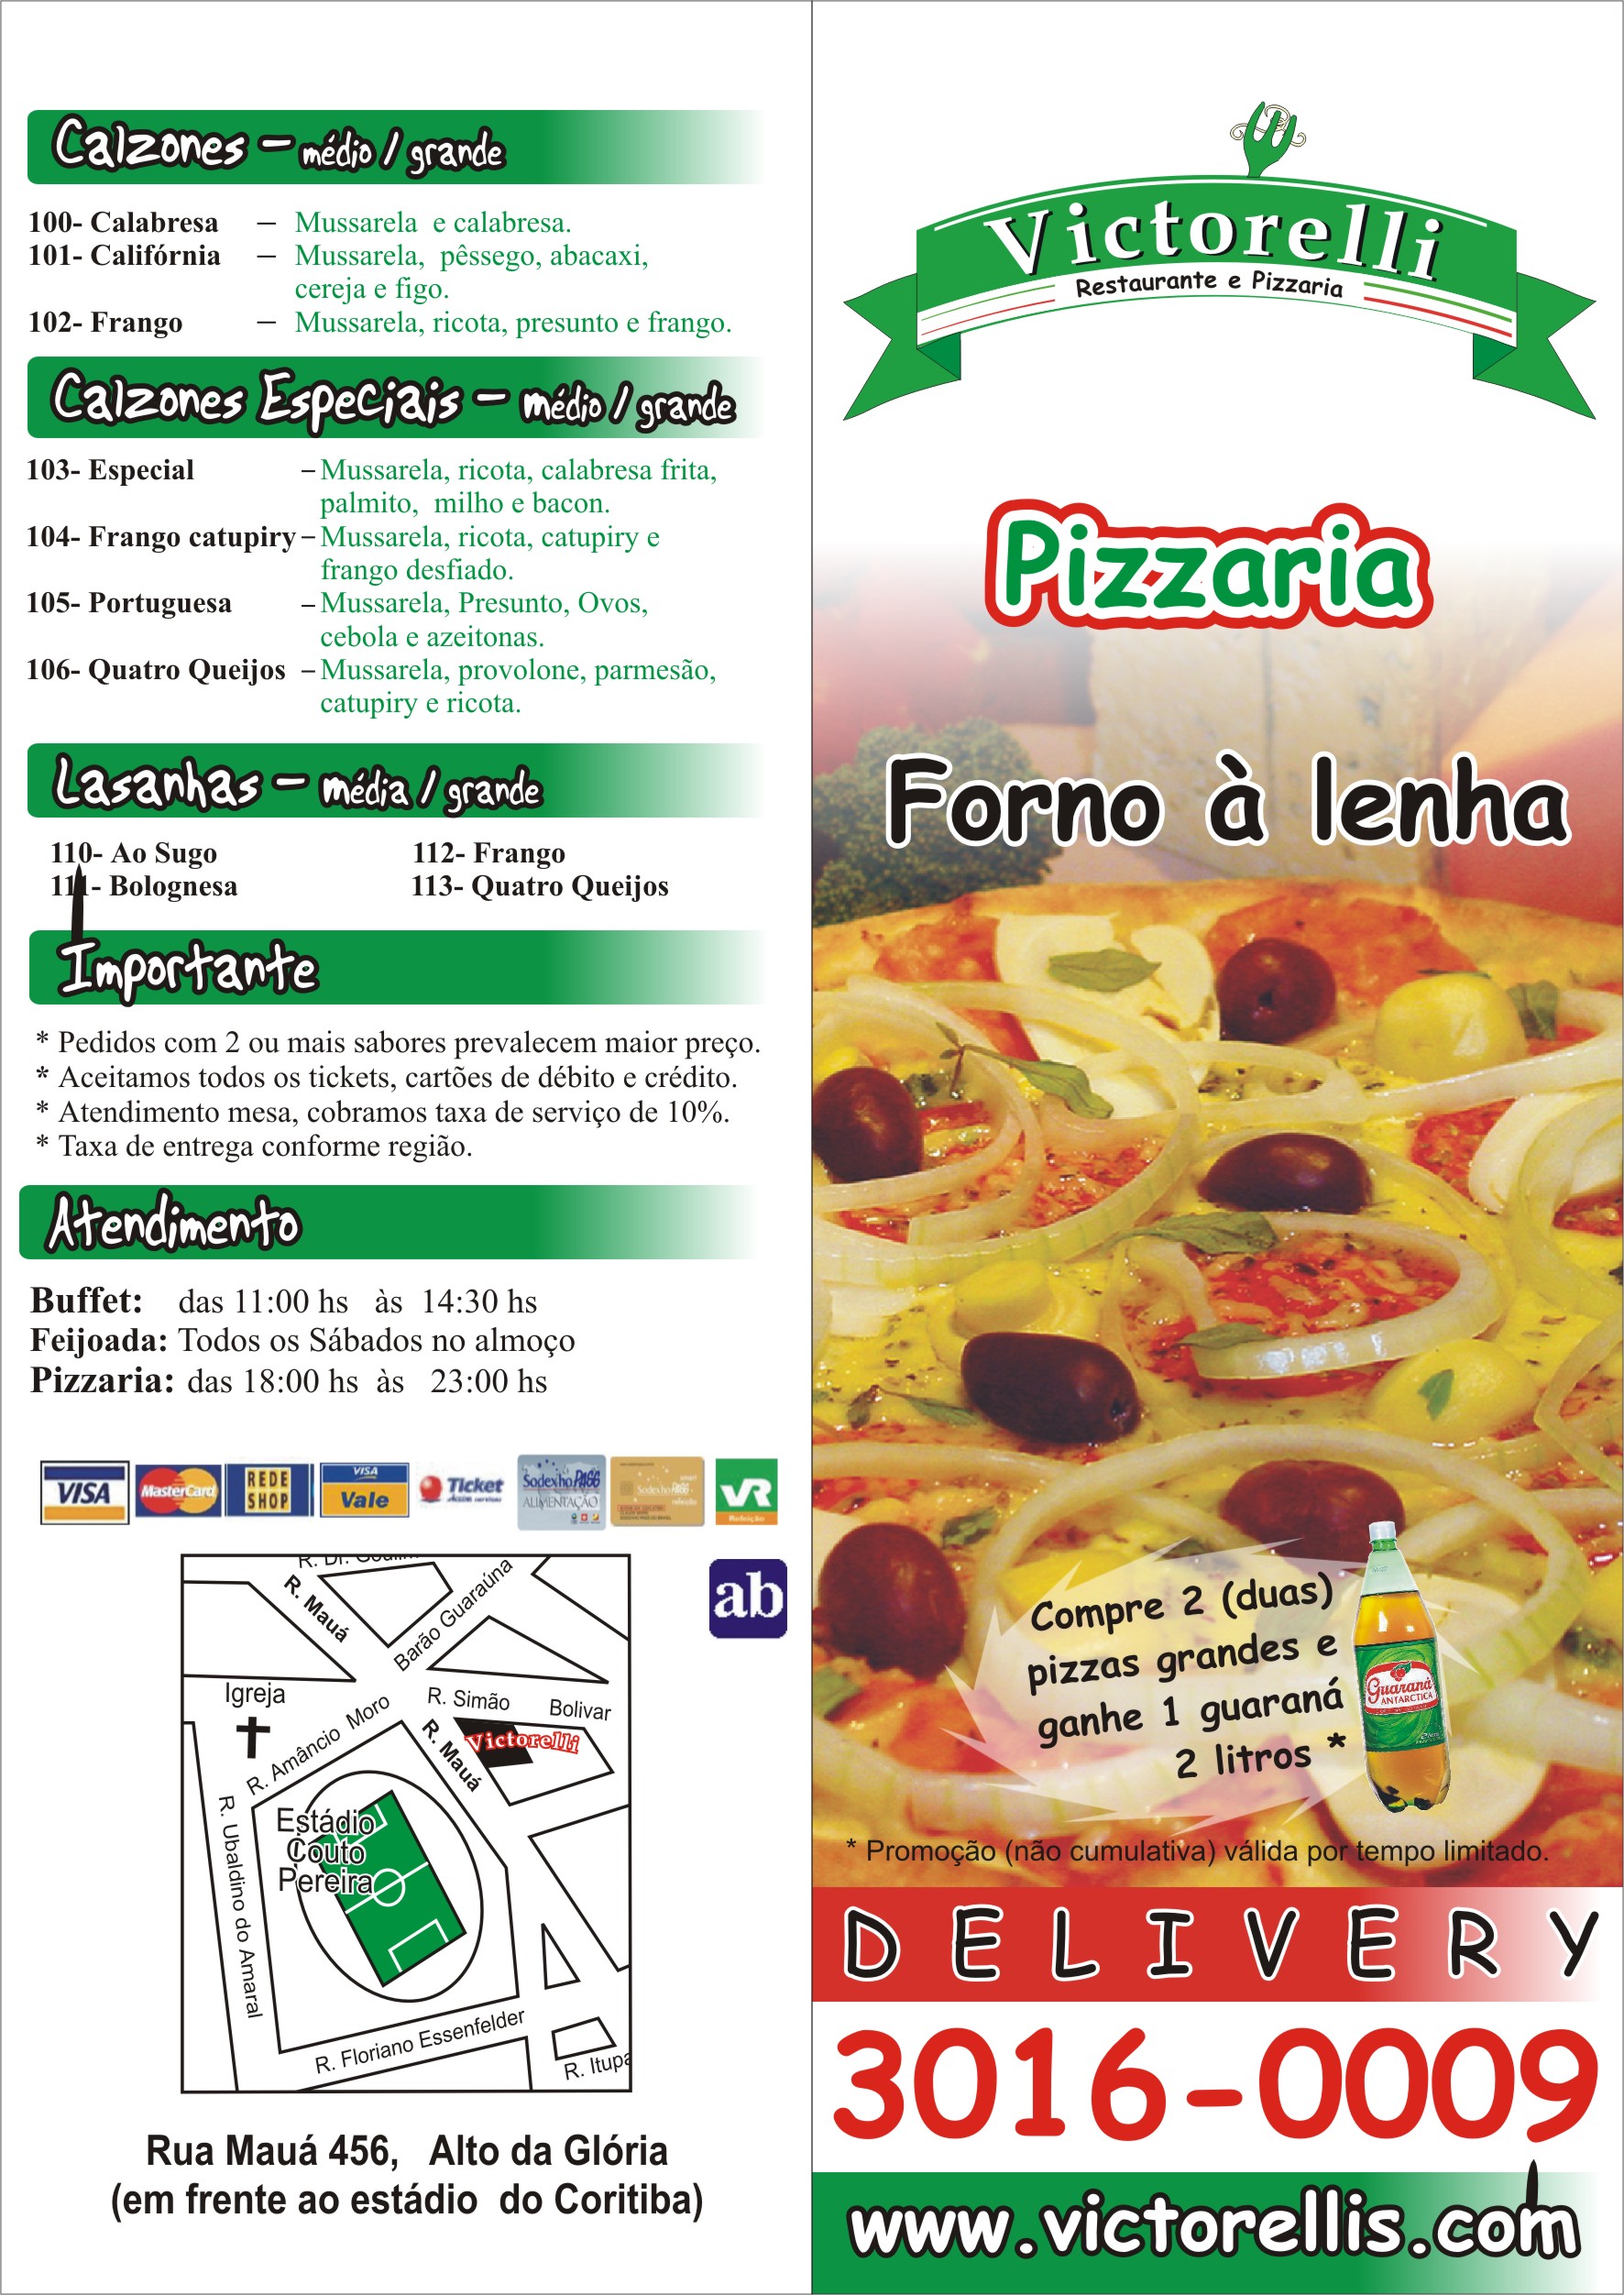 Calzones – médio / grande
100- Calabresa – Mussarela e calabresa.
101- Califórnia – Mussarela, pêssego, abacaxi,
cereja e figo.
102- Frango – Mussarela, ricota, presunto e frango.
Calzones Especiais – médio / grande
103- Especial – Mussarela, ricota, calabresa frita,
palmito, milho e bacon.
104- Frango catupiry – Mussarela, ricota, catupiry e
frango desfiado.
105- Portuguesa – Mussarela, Presunto, Ovos,
cebola e azeitonas.
106- Quatro Queijos – Mussarela, provolone, parmesão,
catupiry e ricota.
Lasanhas – média / grande
110- Ao Sugo 112- Frango
111- Bolognesa 113- Quatro Queijos
Importante
* Pedidos com 2 ou mais sabores prevalecem maior preço.
* Aceitamos todos os tickets, cartões de débito e crédito.
* Atendimento mesa, cobramos taxa de serviço de 10%.
* Taxa de entrega conforme região.
Atendimento
Buffet: das 11:00 hs às 14:30 hs
Feijoada: Todos os Sábados no almoço
Pizzaria: das 18:00 hs às 23:00 hs
VISA
MasterCard
REDE
SHOP
VISA
Vale
Ticket
Sodexho PASS
ALIMENTAÇÃO
Sodexho
VR
Refeição
ab
R. Dr.
R. Mauá
Barão Guaraúna
Igreja
R. Amâncio Moro
R. Simão Bolivar
R. Mauá
Victorelli
Estádio
Couto
Pereira
R. Ubaldino do Amaral
R. Floriano Essenfelder
R. Itupa
Rua Mauá 456, Alto da Glória
(em frente ao estádio do Coritiba)
Victorelli
Restaurante e Pizzaria
Pizzaria
Forno à lenha
Compre 2 (duas)
pizzas grandes e
ganhe 1 guaraná
2 litros *
Guaraná
ANTARCTICA
* Promoção (não cumulativa) válida por tempo limitado.
DELIVERY
3016-0009
www.victorellis.com